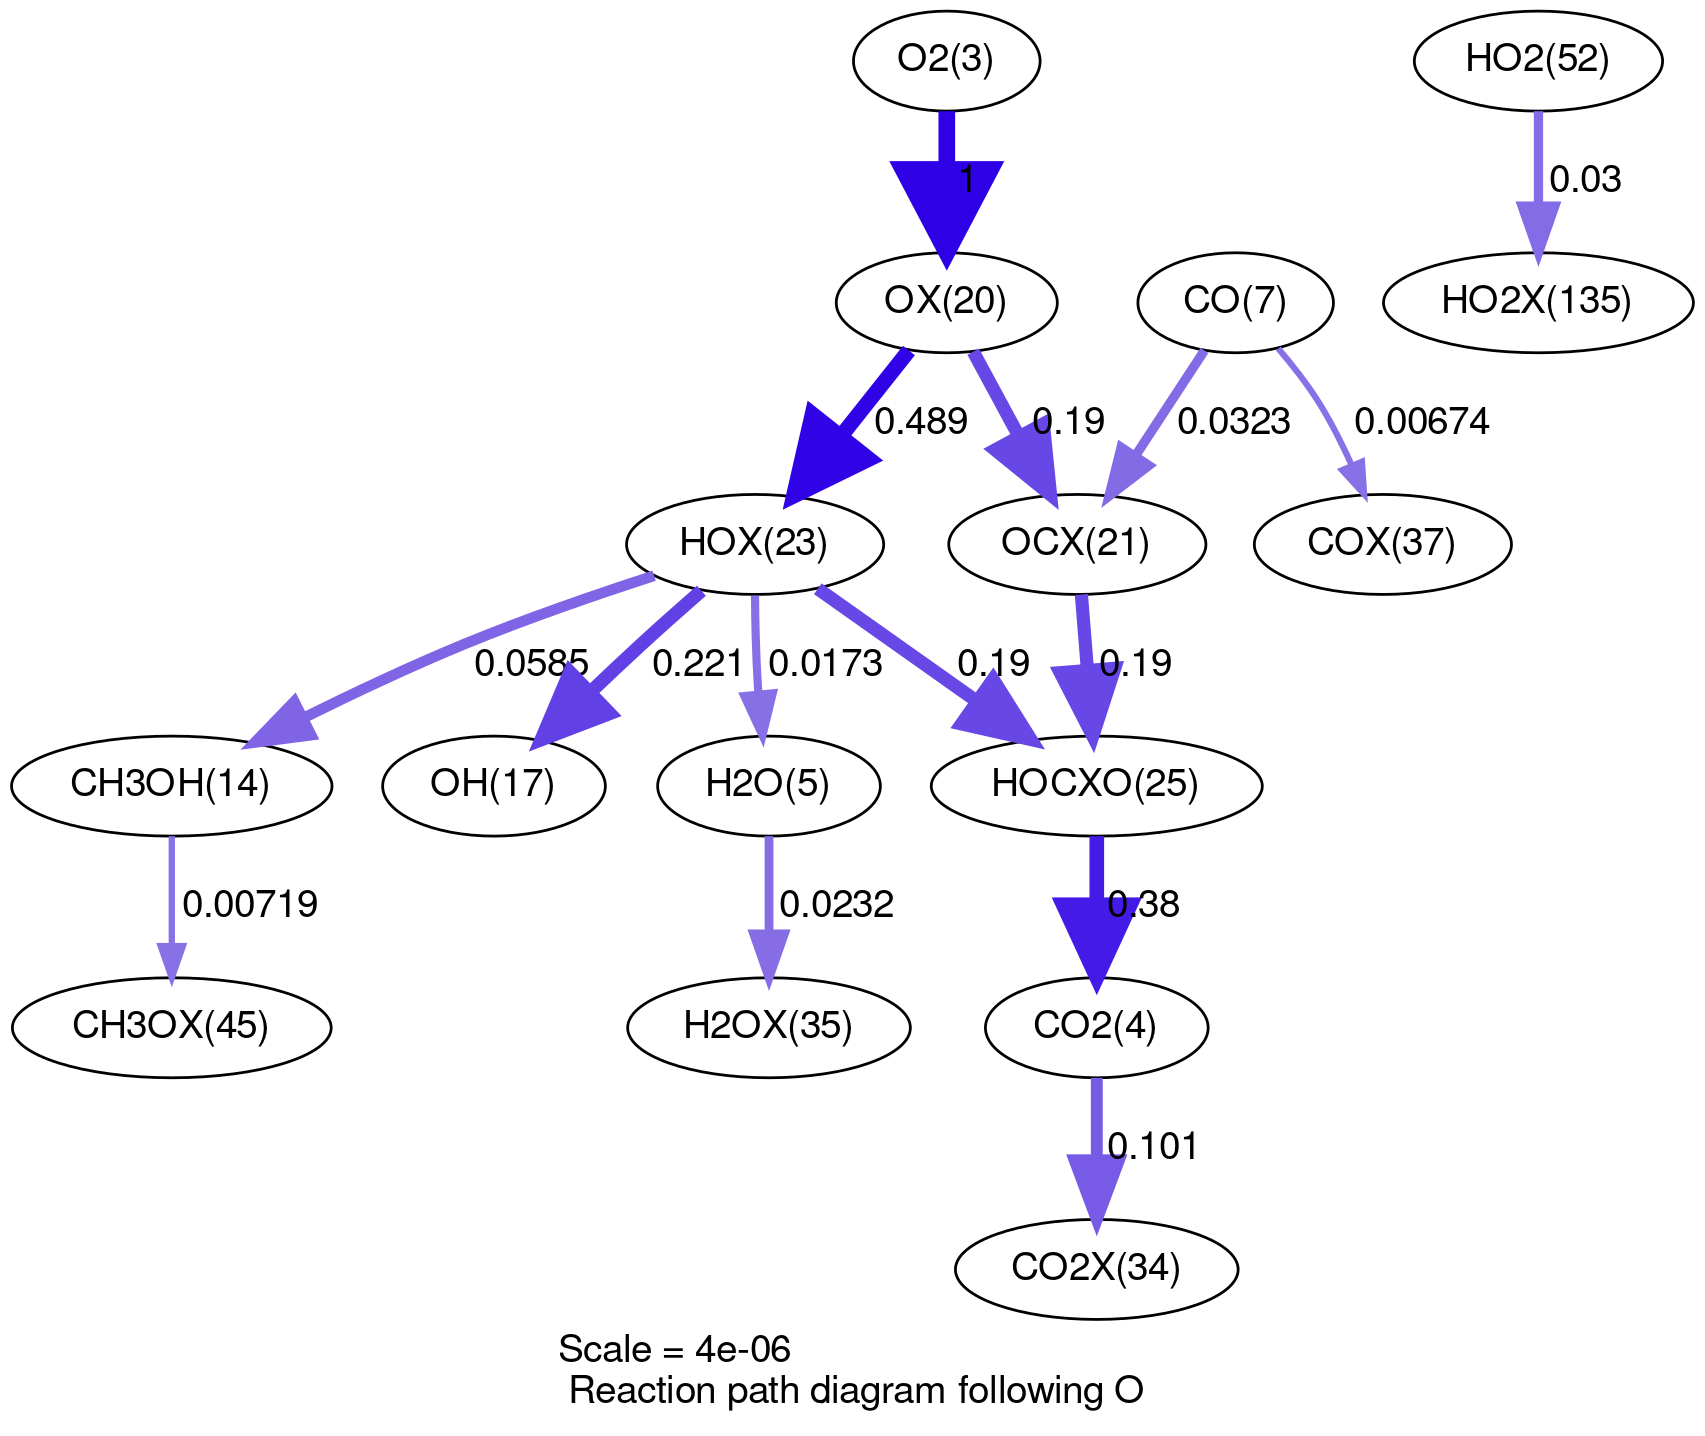 O2(3)
HO2(52)
1
0.03
OX(20)
CO(7)
HO2X(135)
0.489
0.19
0.0323
0.00674
HOX(23)
OCX(21)
COX(37)
0.0585
0.221
0.0173
0.19
0.19
CH3OH(14)
OH(17)
H2O(5)
HOCXO(25)
0.00719
0.0232
0.38
CH3OX(45)
H2OX(35)
CO2(4)
0.101
CO2X(34)
Scale = 4e-06
Reaction path diagram following O